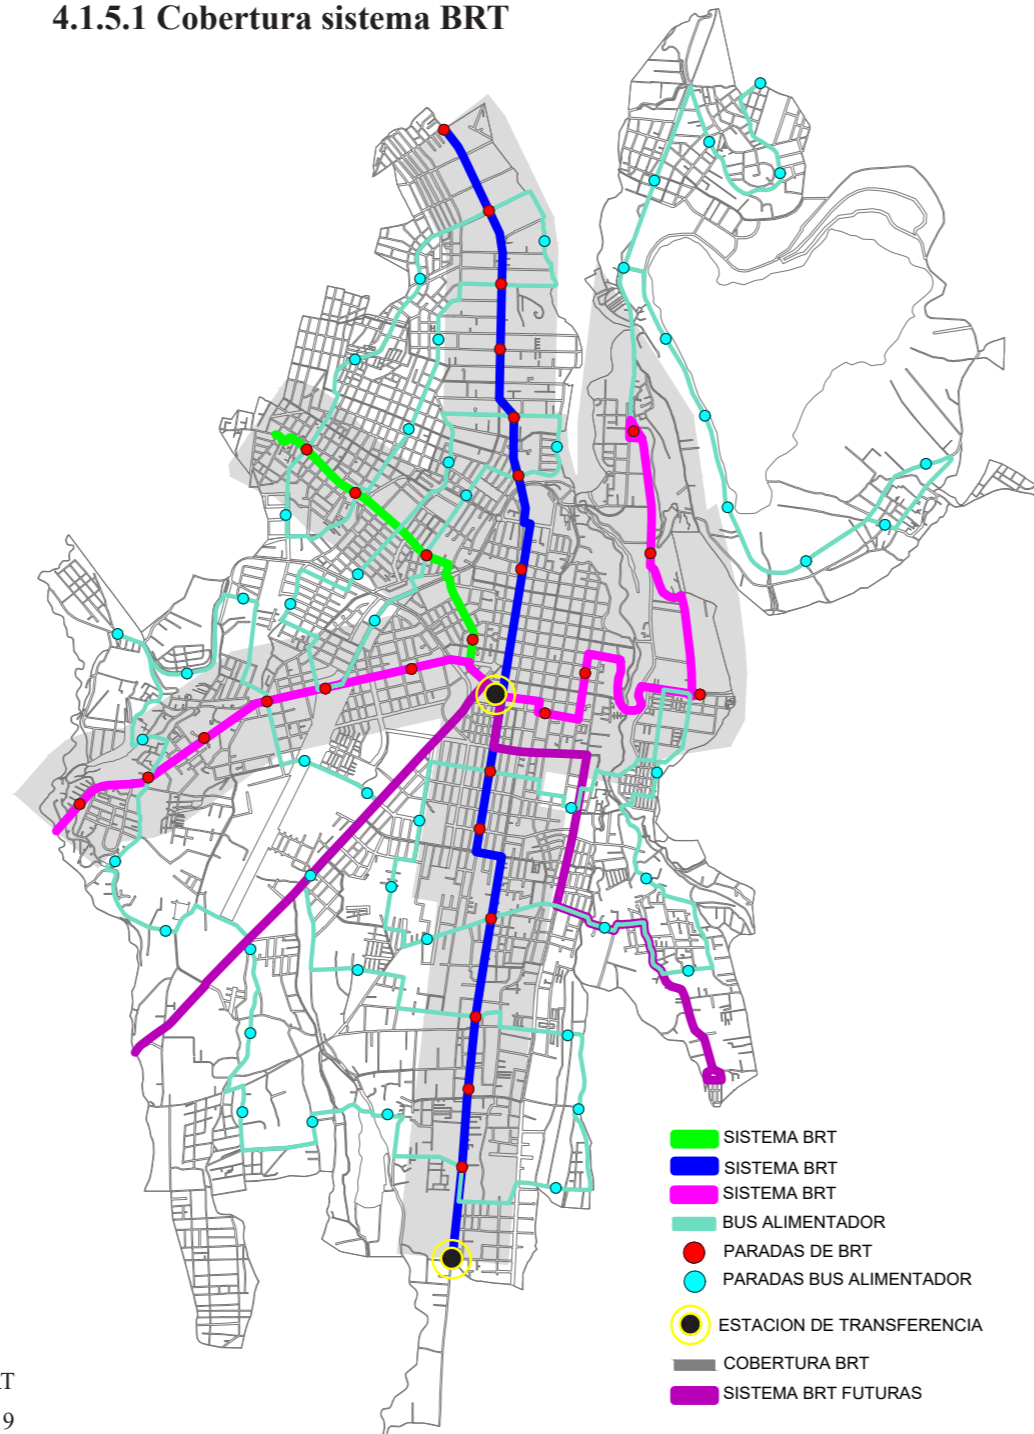 4.1.5.1 Cobertura sistema BRT
SISTEMA BRT
SISTEMA BRT
SISTEMA BRT
BUS ALIMENTADOR
PARADAS DE BRT
PARADAS BUS ALIMENTADOR
ESTACION DE TRANSFERENCIA
COBERTURA BRT
SISTEMA BRT FUTURAS
9